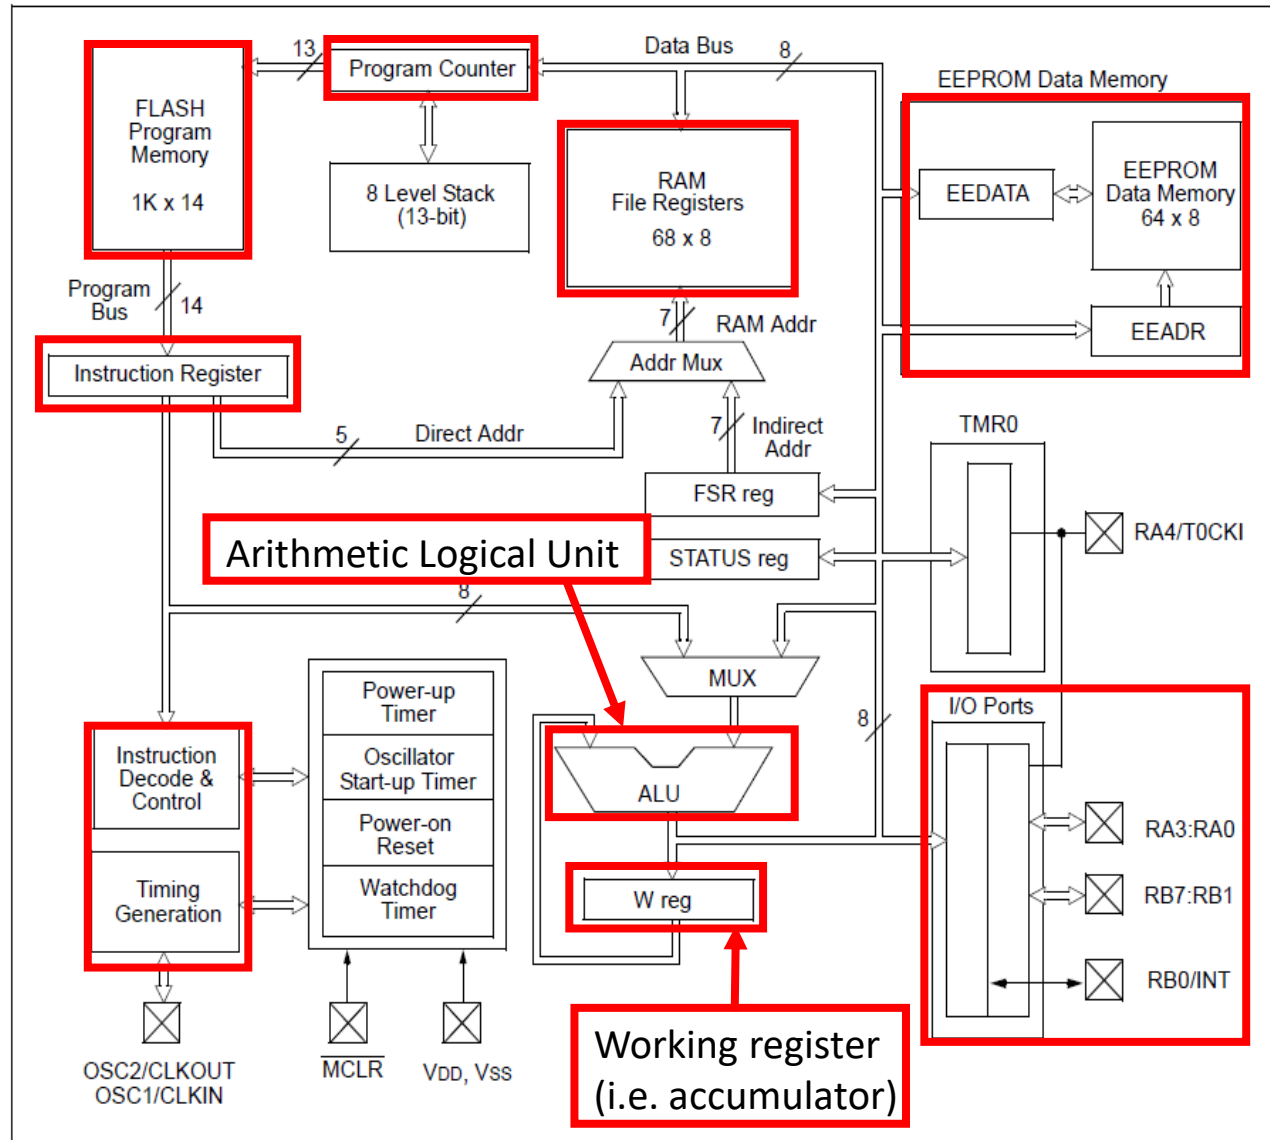 13
Program Counter
Data Bus
8
EEPROM Data Memory
FLASH
Program
Memory
1K x 14
8 Level Stack
(13-bit)
RAM
File Registers
68 x 8
EEDATA
EEPROM
Data Memory
64 x 8
EEADR
Program
Bus
14
7
RAM Addr
Instruction Register
Addr Mux
5
Direct Addr
7
Indirect
Addr
TMR0
FSR reg
RA4/T0CKI
Arithmetic Logical Unit
STATUS reg
8
MUX
Power-up
Timer
8
I/O Ports
Instruction
Decode &
Control
Oscillator
Start-up Timer
ALU
Power-on
Reset
RA3:RA0
Timing
Generation
Watchdog
Timer
W reg
RB7:RB1
RB0/INT
OSC2/CLKOUT
OSC1/CLKIN
MCLR
VDD, VSS
Working register
(i.e. accumulator)